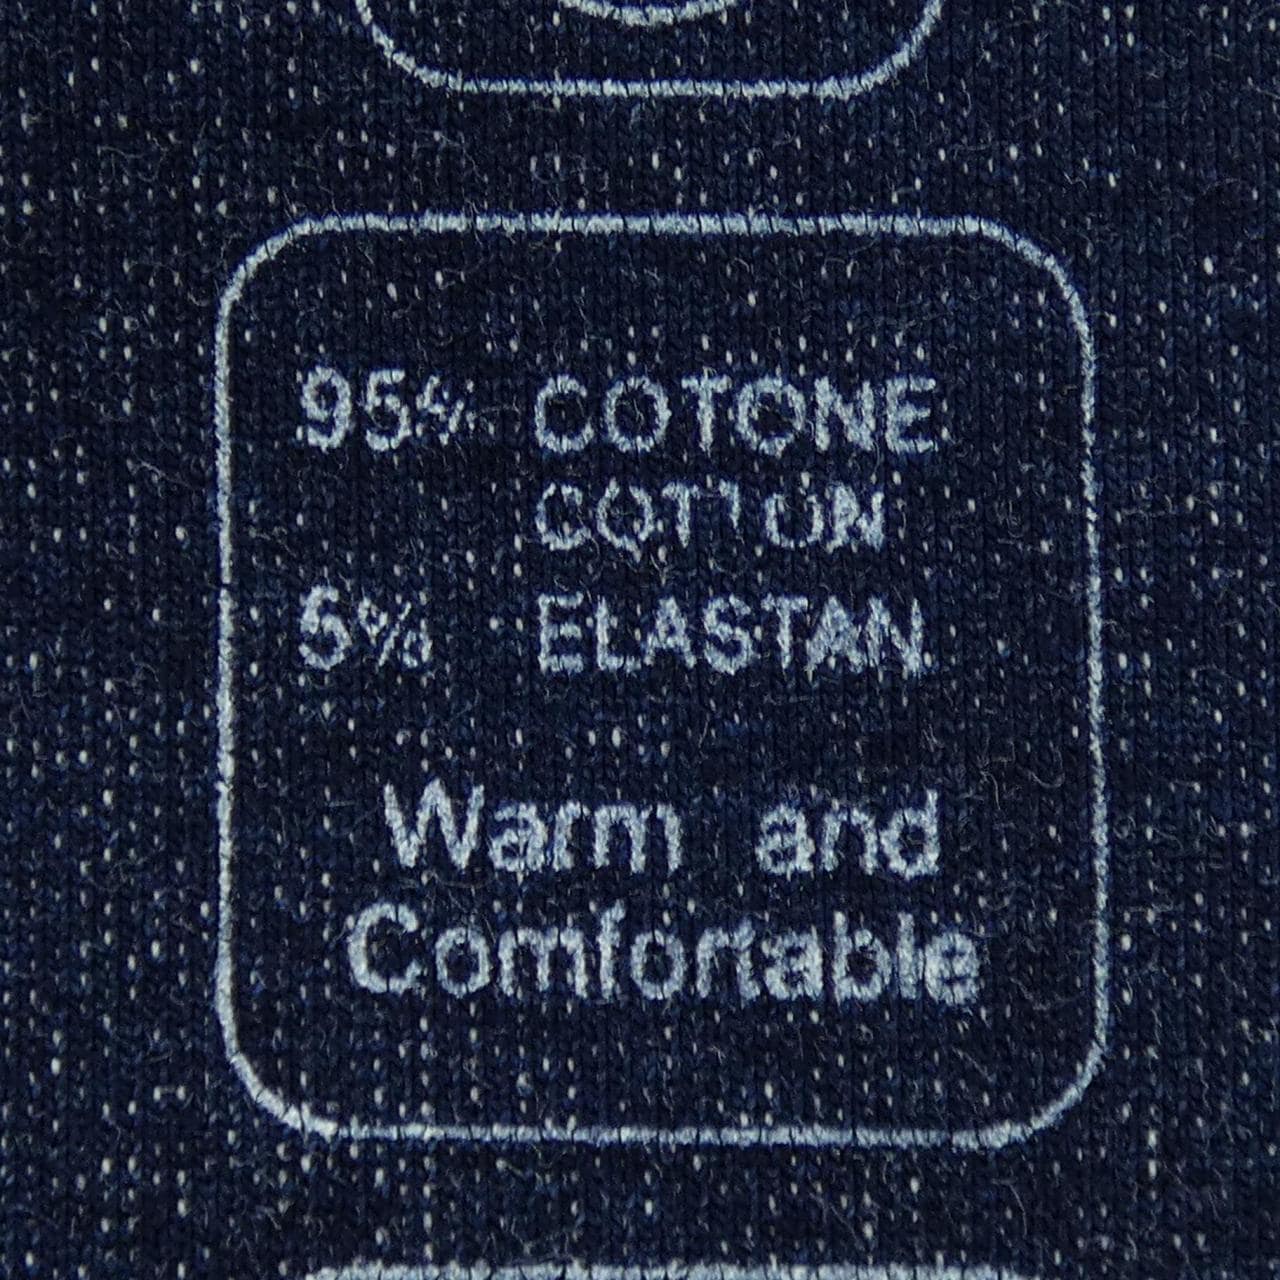 95% COTONE
COTTON
5% ELASTAN
Warm and
Comfortable